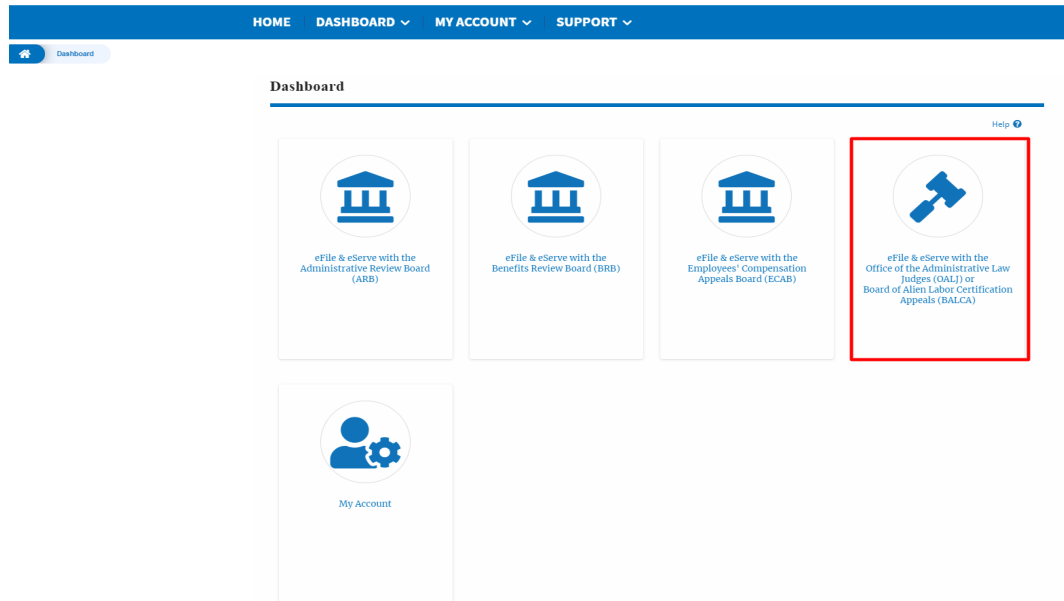 HOME DASHBOARD MY ACCOUNT SUPPORT
Dashboard
Dashboard
Help
eFile & eServe with the
Administrative Review Board
(ARB)
eFile & eServe with the
Benefits Review Board (BRB)
eFile & eServe with the
Employees' Compensation
Appeals Board (ECAB)
eFile & eServe with the
Office of the Administrative Law
Judges (OALJ) or
Board of Alien Labor Certification
Appeals (BALCA)
My Account